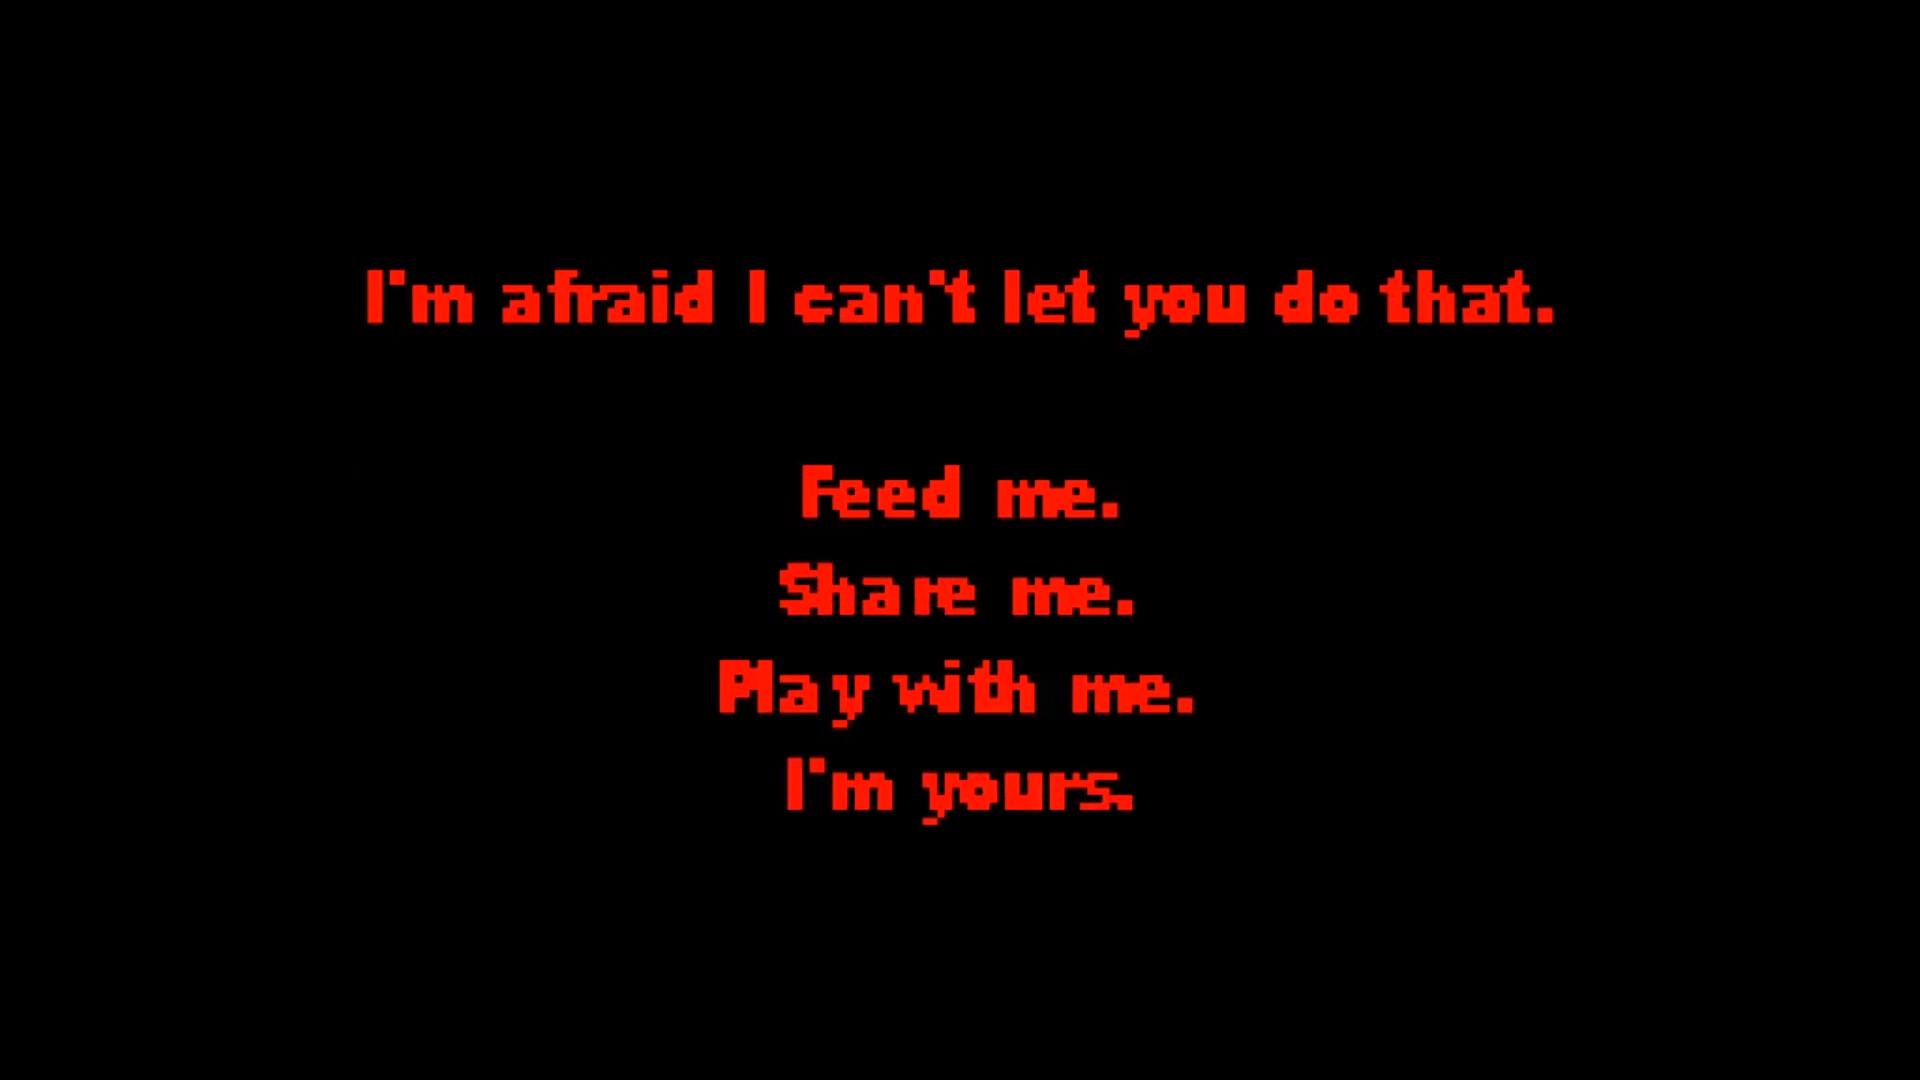 I'm afraid I can't let you do that.
Feed me.
Share me.
Play with me.
I'm yours.